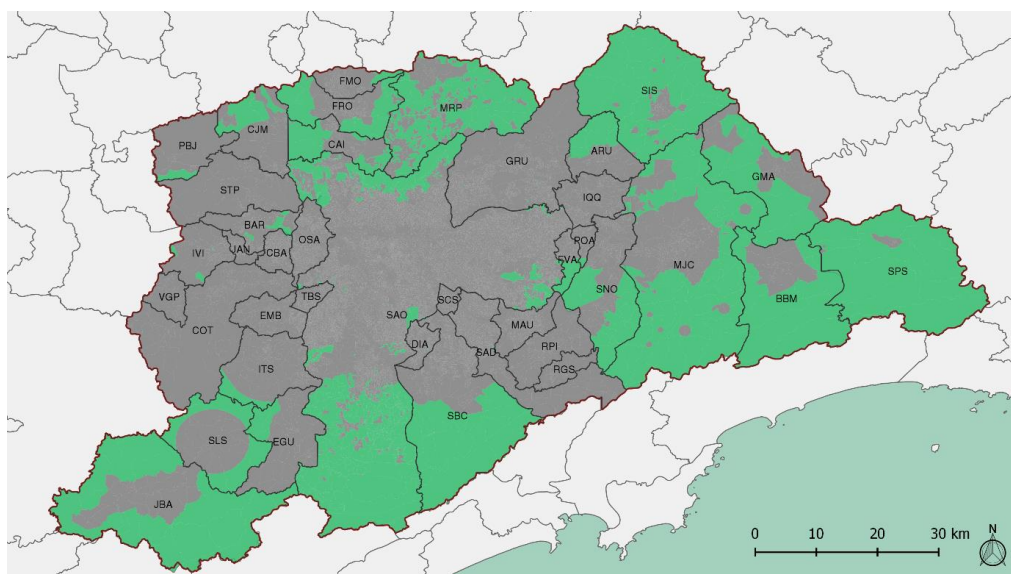 FMO
SIS
FRO
MRP
CJM
PBJ
CAI
ARU
GRU
GMA
STP
IQQ
BAR
OSA
POA
IVI
JAN
CBA
FVA
MJC
SPS
SNO
BBM
VGP
TBS
SCS
EMB
SAO
MAU
COT
DIA
RPI
SAD
ITS
RGS
SBC
SLS
EGU
JBA
0 10 20 30 km
N